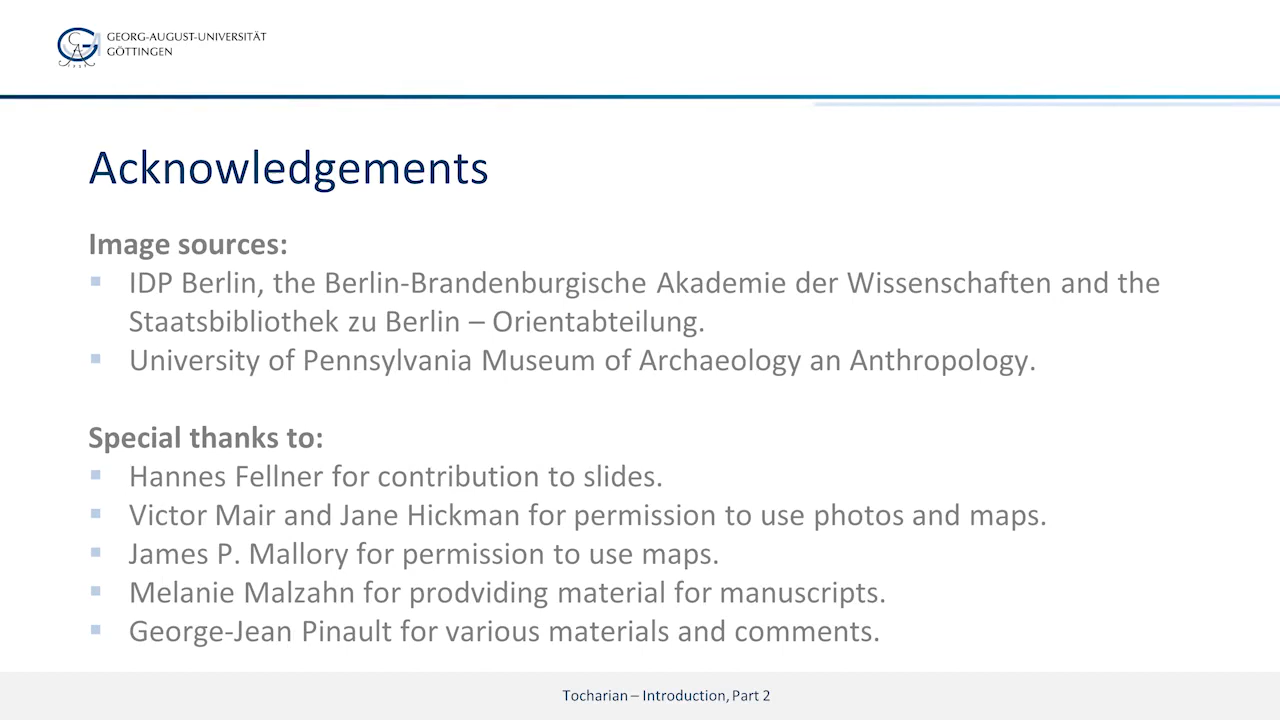 GEORG-AUGUST-UNIVERSITÄT
GÖTTINGEN
Acknowledgements
Image sources:
IDP Berlin, the Berlin-Brandenburgische Akademie der Wissenschaften and the
Staatsbibliothek zu Berlin – Orientabteilung.
University of Pennsylvania Museum of Archaeology an Anthropology.
Special thanks to:
Hannes Fellner for contribution to slides.
Victor Mair and Jane Hickman for permission to use photos and maps.
James P. Mallory for permission to use maps.
Melanie Malzahn for prodviding material for manuscripts.
George-Jean Pinault for various materials and comments.
Tocharian – Introduction, Part 2